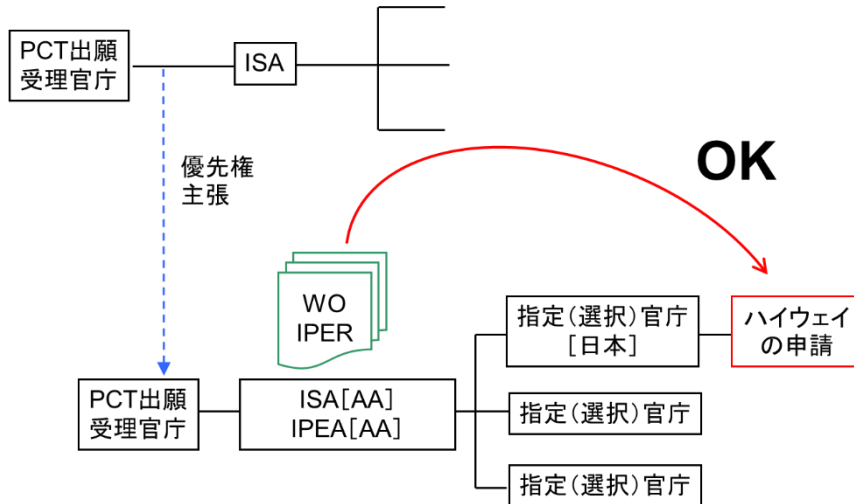 PCT出願
受理官庁
ISA
優先権
主張
OK
WO
IPER
指定(選択)官庁
[日本]
ハイウェイ
の申請
PCT出願
受理官庁
ISA[AA]
IPEA[AA]
指定(選択)官庁
指定(選択)官庁